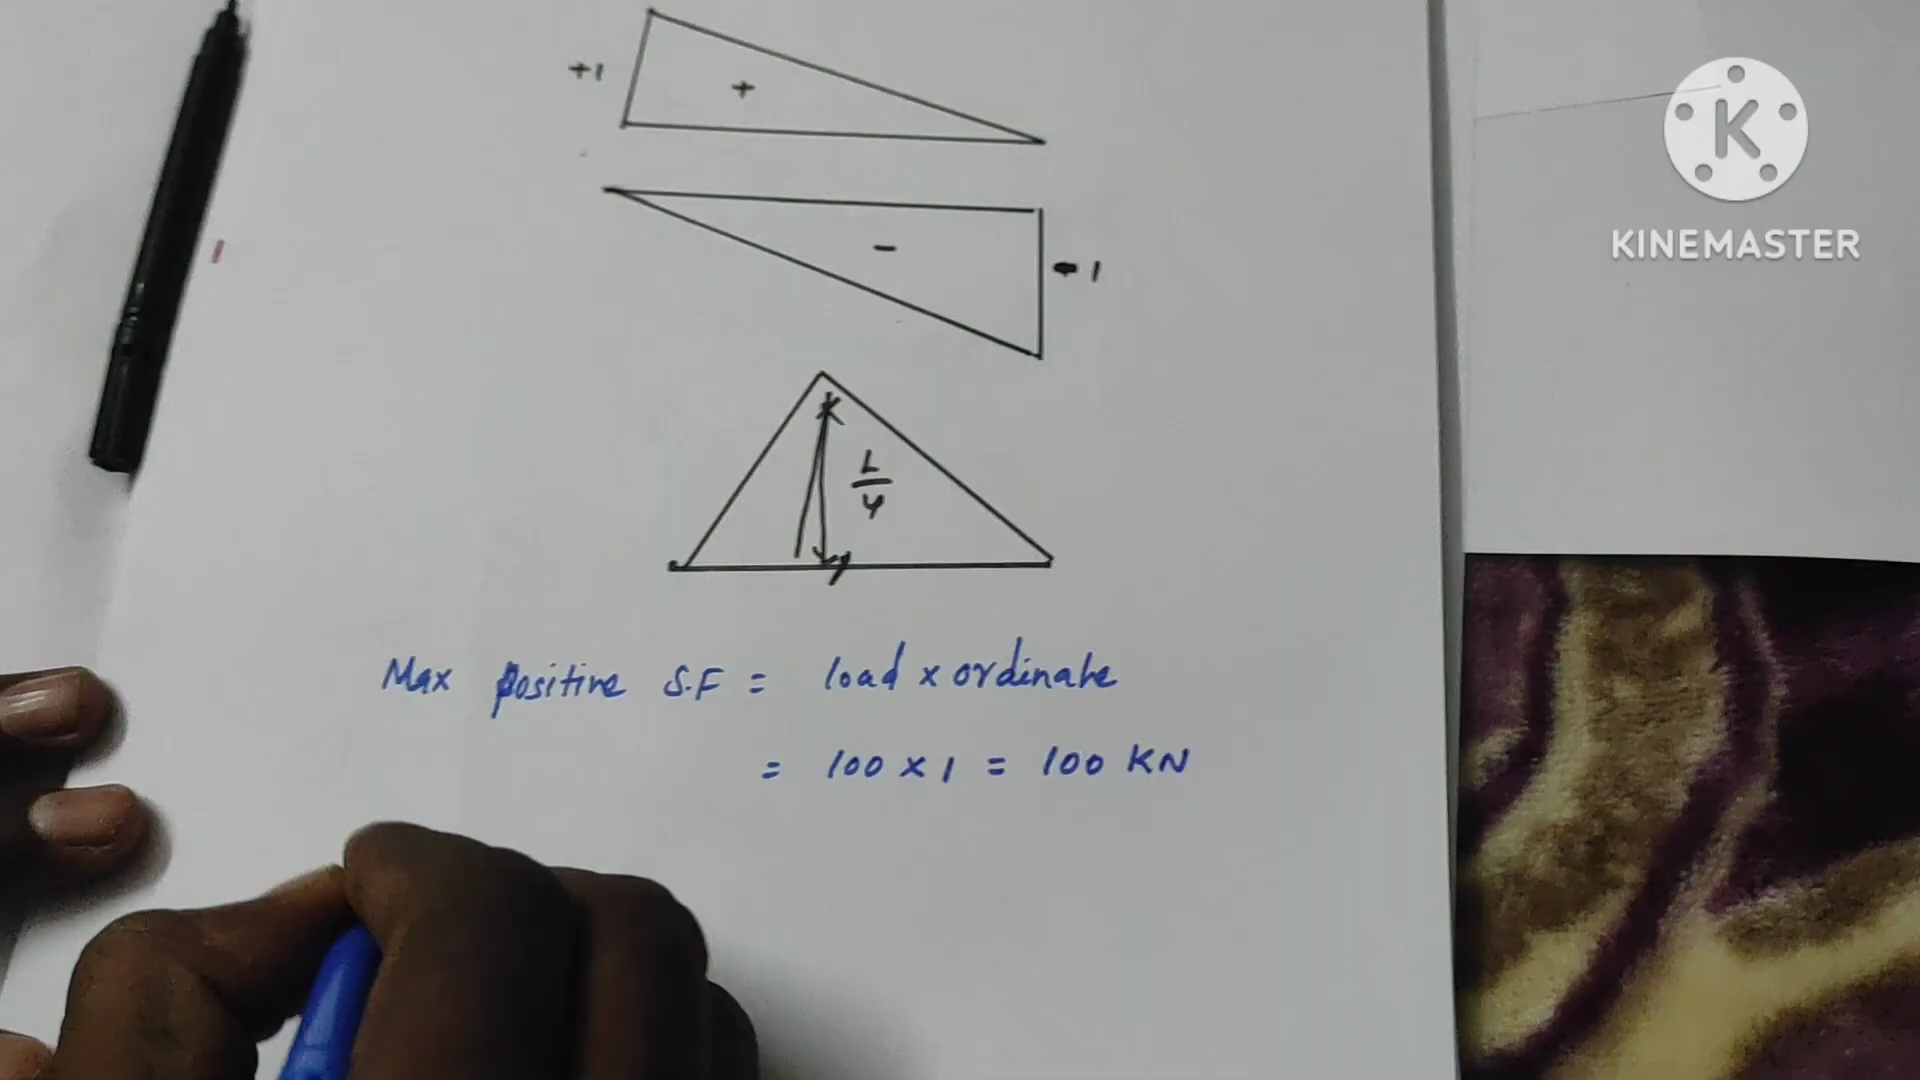 +1
+
K
KINEMASTER
-
- 1
L
4
Max positive S.F = load x ordinate
= 100 x 1 = 100 KN